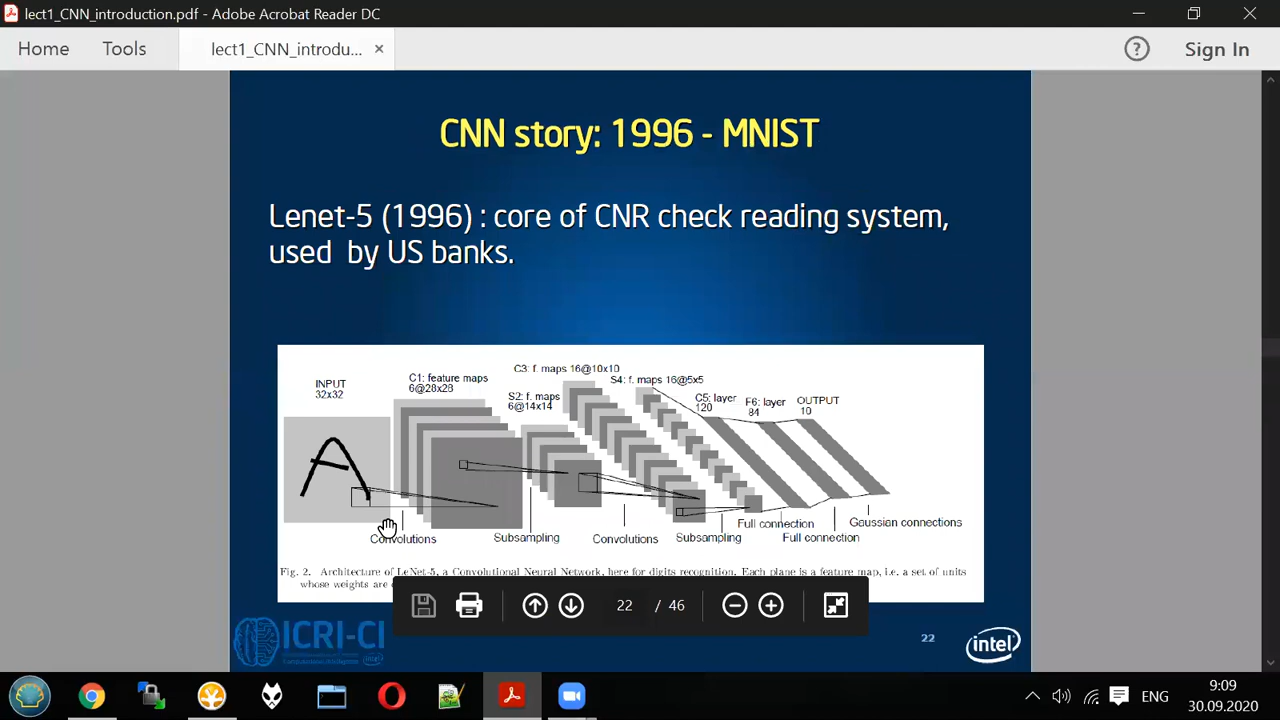 lect1_CNN_introduction.pdf - Adobe Acrobat Reader DC
Home Tools lect1_CNN_introdu... × ? Sign In
CNN story: 1996 - MNIST
Lenet-5 (1996) : core of CNR check reading system,
used by US banks.
INPUT
32x32
C1: feature maps
6@28x28
S2: f. maps
6@14x14
C3: f. maps 16@10x10
S4: f. maps 16@5x5
C5: layer
120
F6: layer
84
OUTPUT
10
A
Convolutions Subsampling Convolutions Subsampling Full connection Full connection Gaussian connections
Fig. 2. Architecture of LeNet-5, a Convolutional Neural Network, here for digits recognition. Each plane is a feature map, i.e. a set of units
whose weights are
22 / 46
ICRI-CI
22
intel
ENG
9:09
30.09.2020